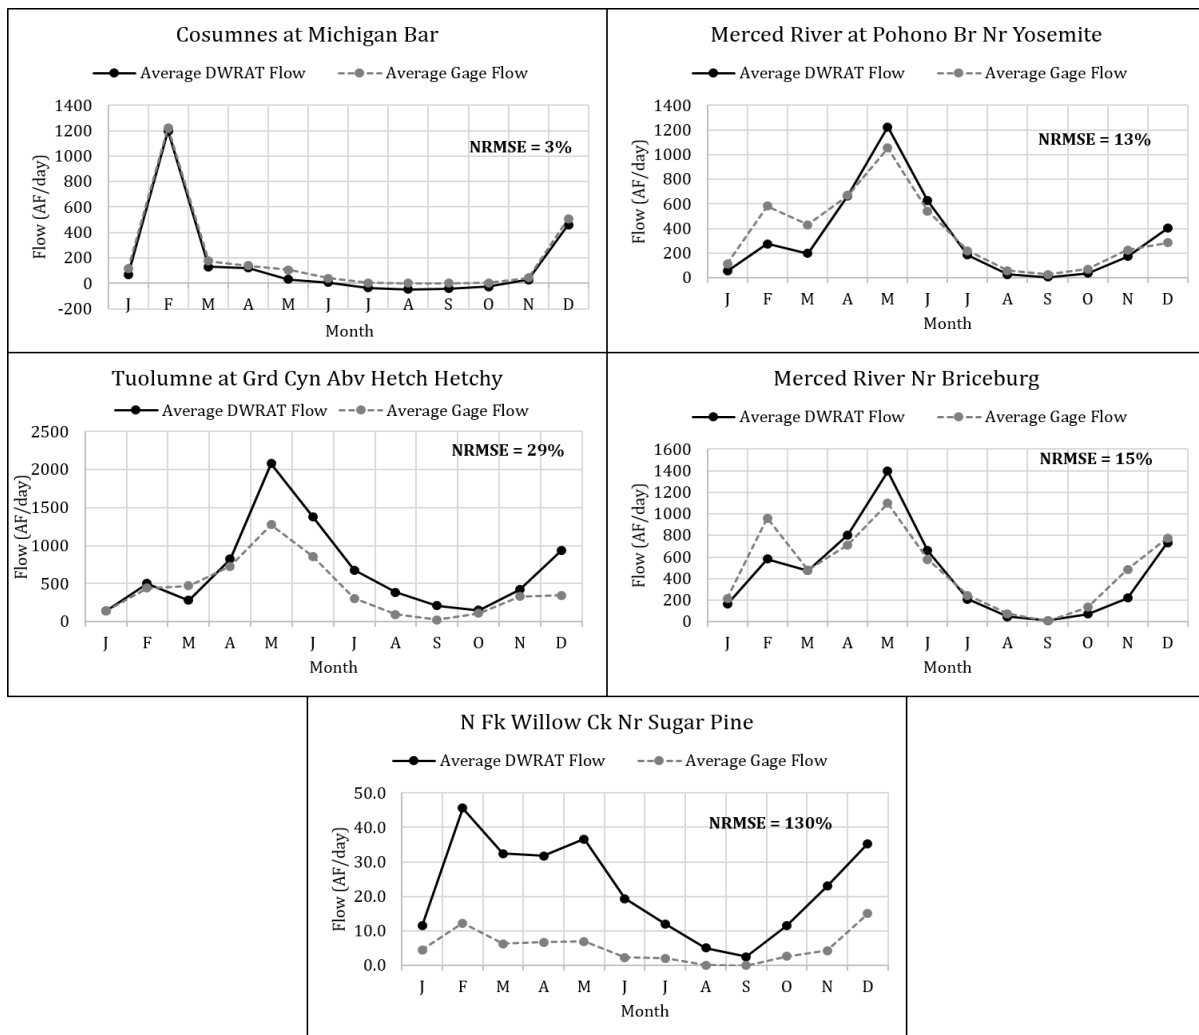 Cosumnes at Michigan Bar
Average DWRAT Flow
Average Gage Flow
1400
1200
1000
800
600
400
200
0
-200
Flow (AF/day)
NRMSE = 3%
J F M A M J J A S O N D
Month
Merced River at Pohono Br Nr Yosemite
Average DWRAT Flow
Average Gage Flow
1400
1200
1000
800
600
400
200
0
Flow (AF/day)
NRMSE = 13%
J F M A M J J A S O N D
Month
Tuolumne at Grd Cyn Abv Hetch Hetchy
Average DWRAT Flow
Average Gage Flow
2500
2000
1500
1000
500
0
Flow (AF/day)
NRMSE = 29%
J F M A M J J A S O N D
Month
Merced River Nr Briceburg
Average DWRAT Flow
Average Gage Flow
1600
1400
1200
1000
800
600
400
200
0
Flow (AF/day)
NRMSE = 15%
J F M A M J J A S O N D
Month
N Fk Willow Ck Nr Sugar Pine
Average DWRAT Flow
Average Gage Flow
50.0
40.0
30.0
20.0
10.0
0.0
Flow (AF/day)
NRMSE = 130%
J F M A M J J A S O N D
Month